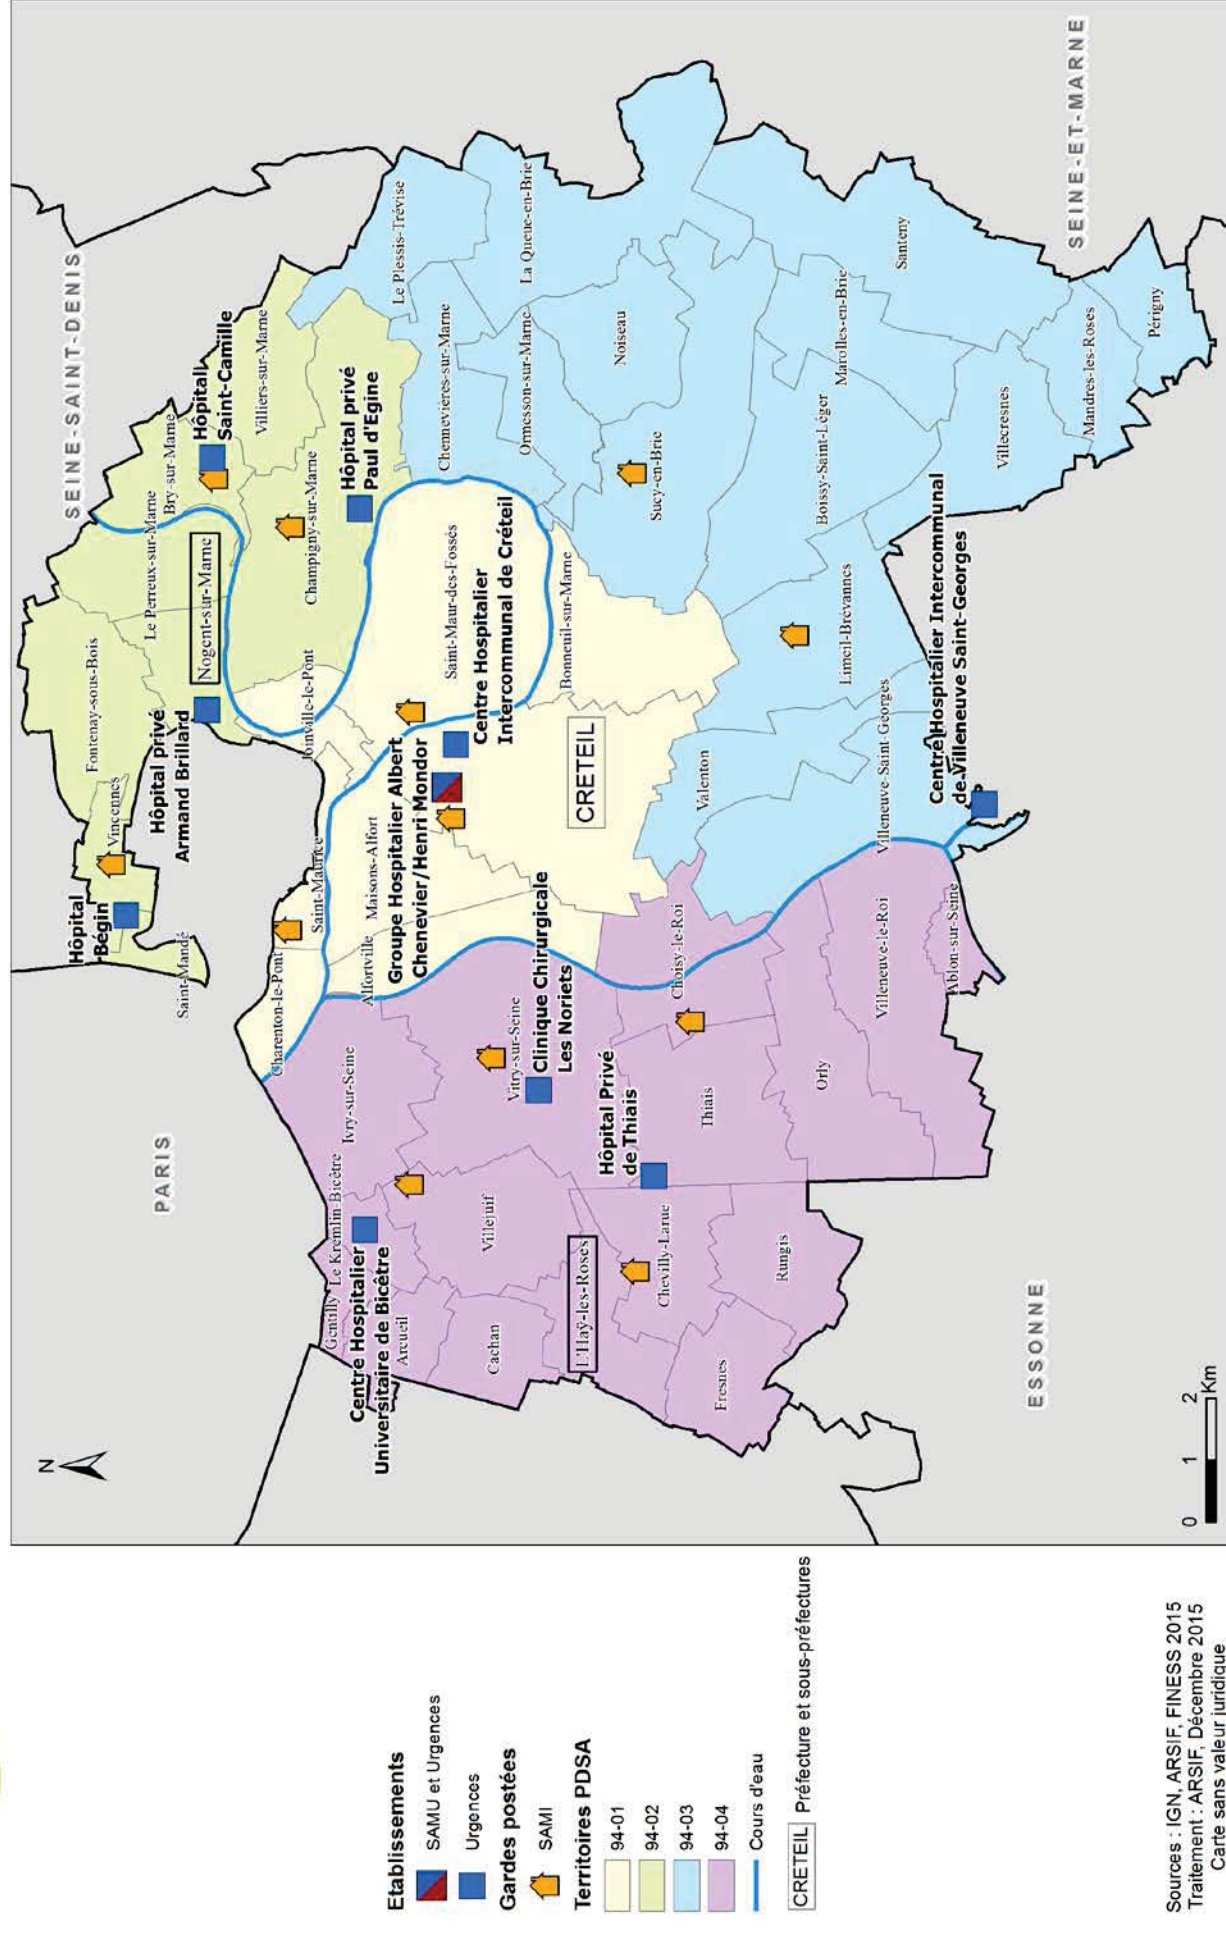 Etablissements
SAMU et Urgences
Urgences
Gardes postées
SAMI
Territoires PDSA
94-01
94-02
94-03
94-04
Cours d'eau
CRETEIL
Préfecture et sous-préfectures
Sources : IGN, ARSIF, FINESS 2015
Traitement : ARSIF, Décembre 2015
Carte sans valeur juridique
N
0 1 2
Km
PARIS
SEINE-SAINT-DENIS
SEINE-ET-MARNE
ESSONNE
Hôpital
Bégin
Vincennes
Fontenay-sous-Bois
Saint-Mandé
Hôpital privé
Armand Brillard
Le Perreux-sur-Marne
Bry-sur-Marne
Nogent-sur-Marne
Hôpital
Saint-Camille
Villiers-sur-Marne
Champigny-sur-Marne
Hôpital privé
Paul d'Egine
Joinville-le-Pont
Saint-Maurice
Charenton-le-Pont
Maisons-Alfort
Alfortville
Groupe Hospitalier Albert
Chenevier/Henri Mondor
Saint-Maur-des-Fossés
Centre Hospitalier
Intercommunal de Créteil
Bonneuil-sur-Marne
CRETEIL
Le Plessis-Trévise
Chennevières-sur-Marne
La Queue-en-Brie
Ormesson-sur-Marne
Noiseau
Sucy-en-Brie
Boissy-Saint-Léger
Marolles-en-Brie
Santeny
Villecresnes
Mandres-les-Roses
Périgny
Limeil-Brévannes
Valenton
Villeneuve-Saint-Georges
Centre Hospitalier Intercommunal
de Villeneuve Saint-Georges
Gentilly
Le Kremlin-Bicêtre
Ivry-sur-Seine
Centre Hospitalier
Universitaire de Bicêtre
Arcueil
Cachan
Villejuif
Vitry-sur-Seine
Clinique Chirurgicale
Les Noriets
L'Haÿ-les-Roses
Hôpital Privé
de Thiais
Chevilly-Larue
Thiais
Choisy-le-Roi
Fresnes
Rungis
Orly
Villeneuve-le-Roi
Ablon-sur-Seine